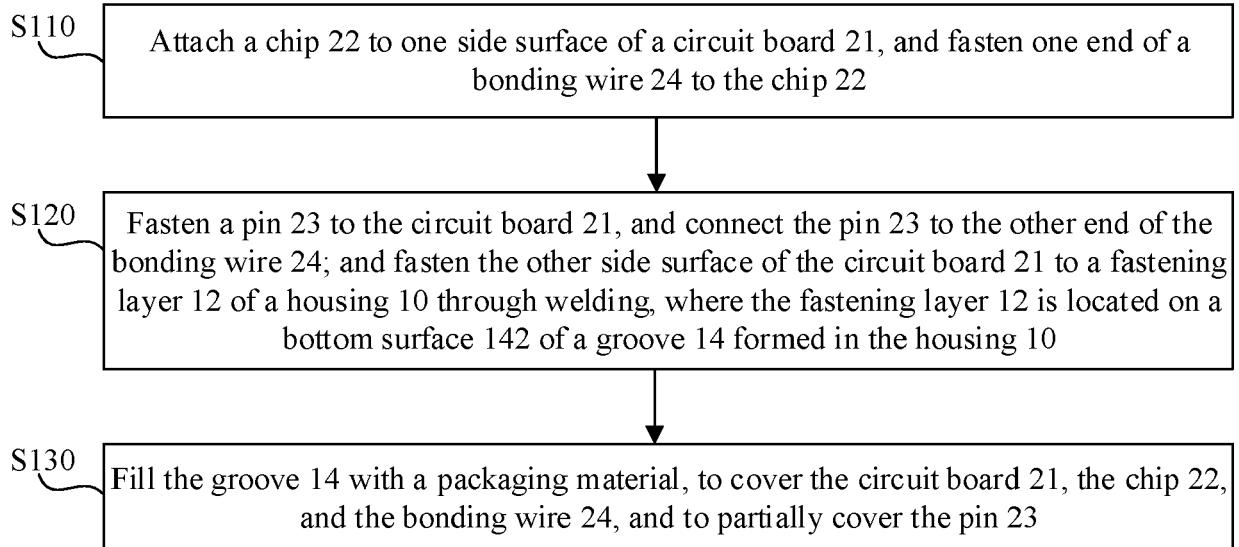 S110
Attach a chip 22 to one side surface of a circuit board 21, and fasten one end of a
bonding wire 24 to the chip 22
S120
Fasten a pin 23 to the circuit board 21, and connect the pin 23 to the other end of the
bonding wire 24; and fasten the other side surface of the circuit board 21 to a fastening
layer 12 of a housing 10 through welding, where the fastening layer 12 is located on a
bottom surface 142 of a groove 14 formed in the housing 10
S130
Fill the groove 14 with a packaging material, to cover the circuit board 21, the chip 22,
and the bonding wire 24, and to partially cover the pin 23